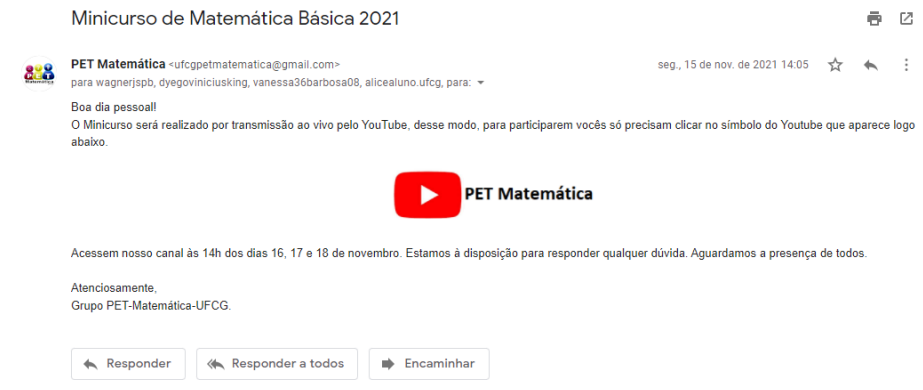 Minicurso de Matemática Básica 2021
PET Matemática <ufcgpetmatematica@gmail.com>
seg., 15 de nov. de 2021 14:05
para wagnerjspb, dyegoviniciusking, vanessa36barbosa08, alicealuno.ufcg, para:
PET
Matemática
Boa dia pessoal!
O Minicurso será realizado por transmissão ao vivo pelo YouTube, desse modo, para participarem vocês só precisam clicar no símbolo do Youtube que aparece logo
abaixo.
PET Matemática
Acessem nosso canal às 14h dos dias 16, 17 e 18 de novembro. Estamos à disposição para responder qualquer dúvida. Aguardamos a presença de todos.
Atenciosamente,
Grupo PET-Matemática-UFCG.
Responder
Responder a todos
Encaminhar